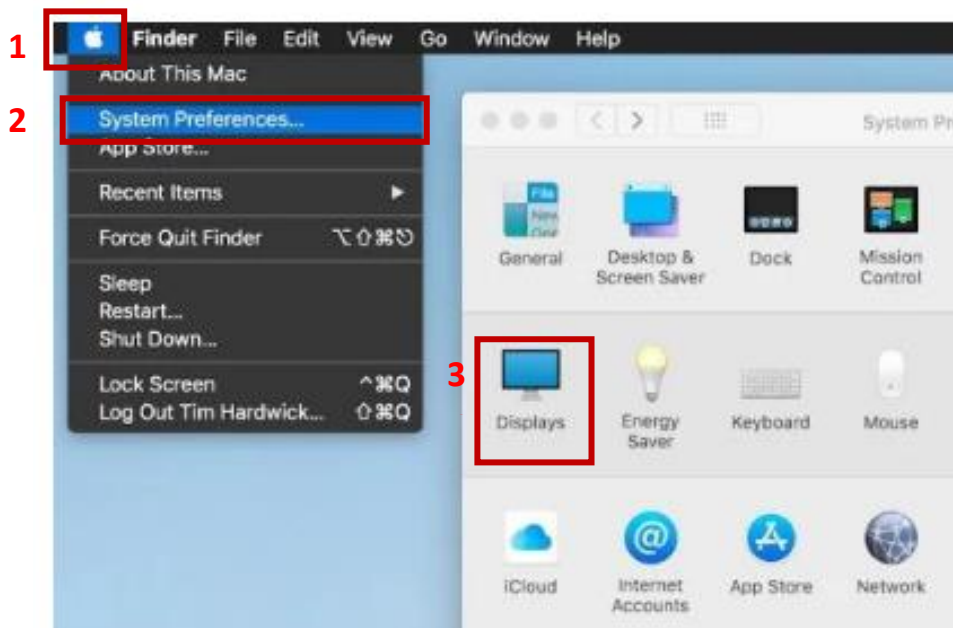 1
Finder File Edit View Go Window Help
About This Mac
2
System Preferences...
App Store...
Recent Items
Force Quit Finder ⌥⇧⌘⎋
Sleep
Restart...
Shut Down...
Lock Screen ^⌘Q
Log Out Tim Hardwick... ⇧⌘Q
System Pr
General
Desktop &
Screen Saver
Dock
Mission
Control
3
Displays
Energy
Saver
Keyboard
Mouse
iCloud
Internet
Accounts
App Store
Network